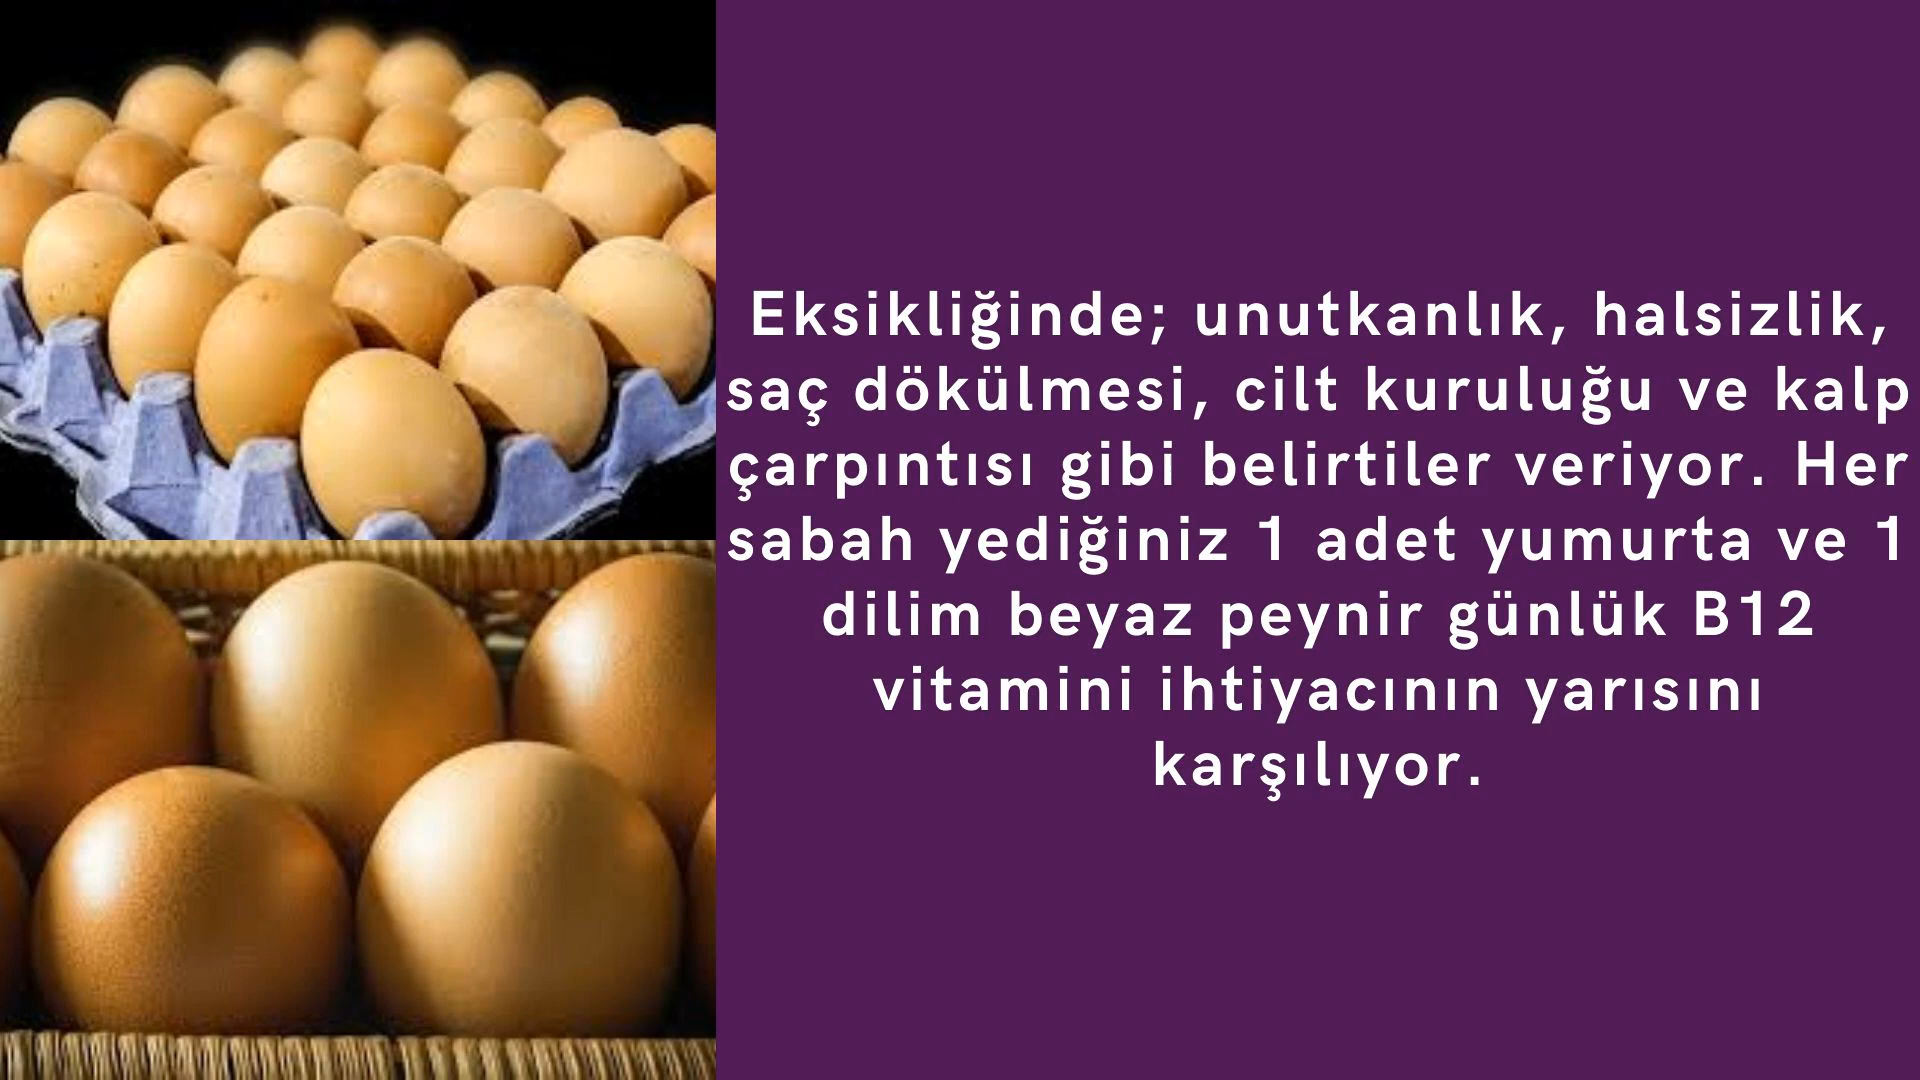 Eksikliğinde; unutkanlık, halsizlik,
saç dökülmesi, cilt kuruluğu ve kalp
çarpıntısı gibi belirtiler veriyor. Her
sabah yediğiniz 1 adet yumurta ve 1
dilim beyaz peynir günlük B12
vitamini ihtiyacının yarısını
karşılıyor.